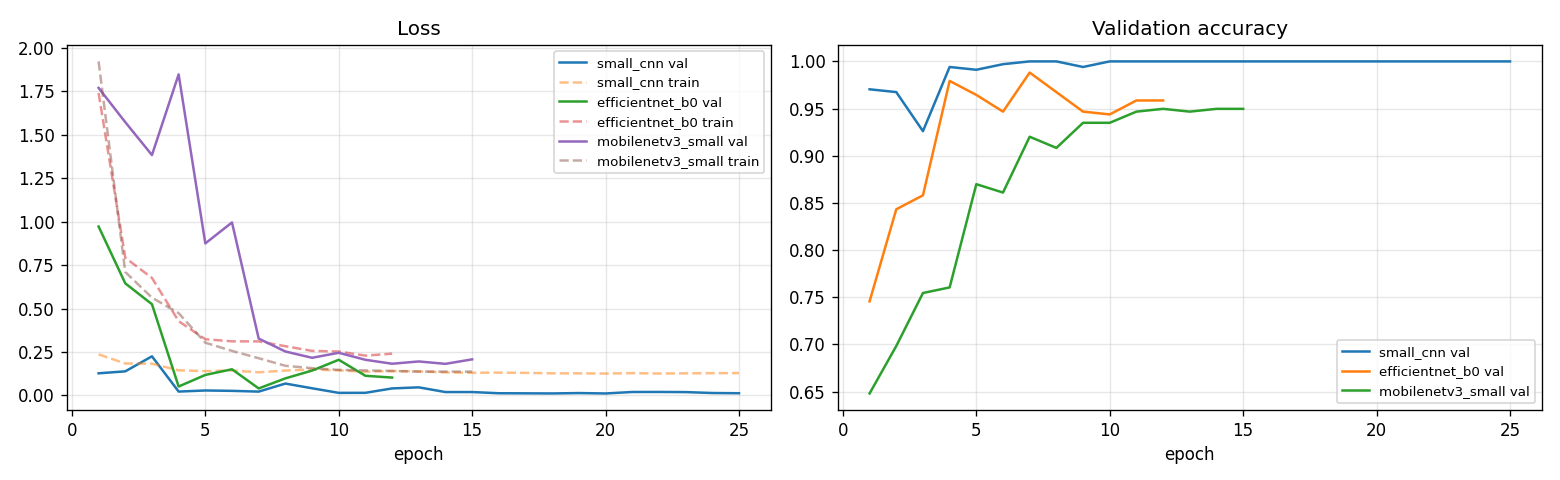 Loss
2.00
1.75
1.50
1.25
1.00
0.75
0.50
0.25
0.00
0
5
10
15
20
25
epoch
small_cnn val
small_cnn train
efficientnet_b0 val
efficientnet_b0 train
mobilenetv3_small val
mobilenetv3_small train
Validation accuracy
1.00
0.95
0.90
0.85
0.80
0.75
0.70
0.65
0
5
10
15
20
25
epoch
small_cnn val
efficientnet_b0 val
mobilenetv3_small val